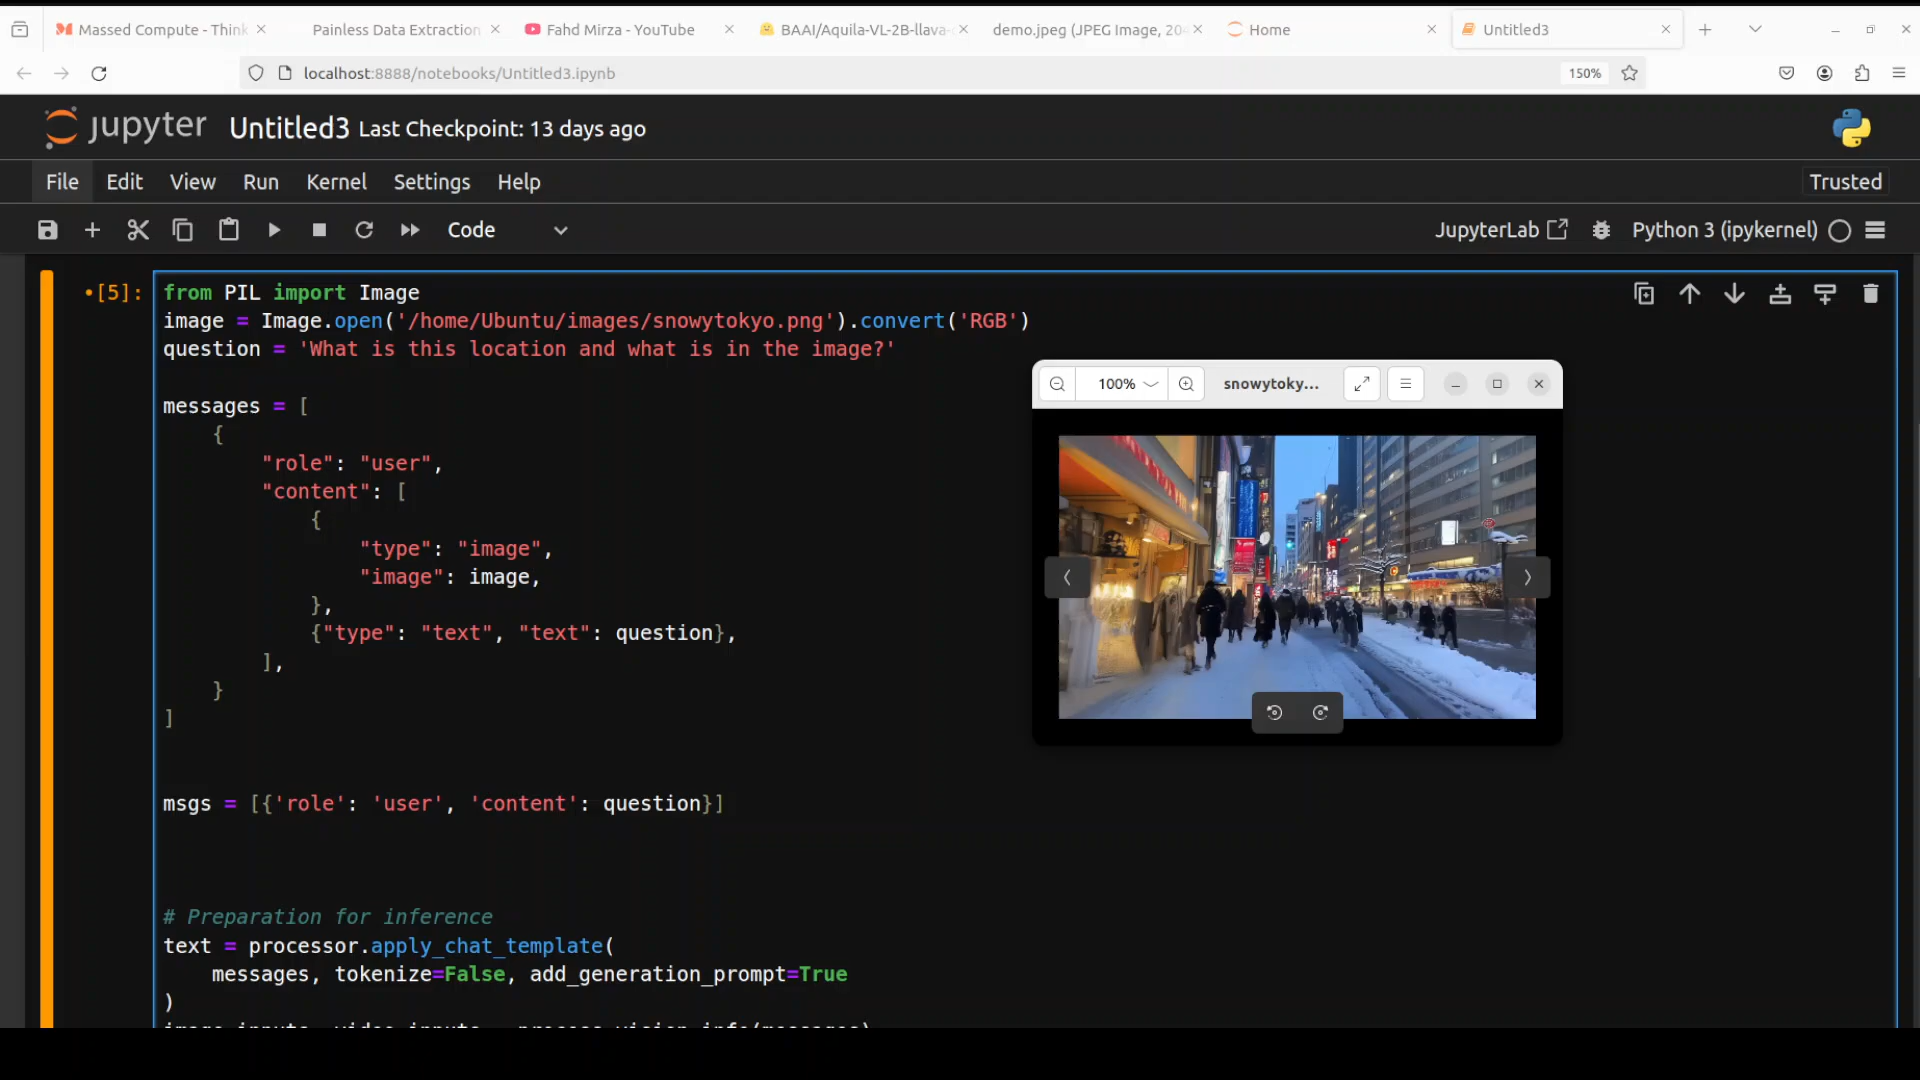 Massed Compute - Think
Painless Data Extraction
Fahd Mirza - YouTube
BAAI/Aquila-VL-2B-llava-
demo.jpeg (JPEG Image, 20
Home
Untitled3
localhost:8888/notebooks/Untitled3.ipynb
150%
jupyter Untitled3 Last Checkpoint: 13 days ago
File Edit View Run Kernel Settings Help
Trusted
Code
JupyterLab
Python 3 (ipykernel)
•[5]:
from PIL import Image
image = Image.open('/home/Ubuntu/images/snowytokyo.png').convert('RGB')
question = 'What is this location and what is in the image?'
messages = [
{
"role": "user",
"content": [
{
"type": "image",
"image": image,
},
{"type": "text", "text": question},
],
}
]
msgs = [{'role': 'user', 'content': question}]
# Preparation for inference
text = processor.apply_chat_template(
messages, tokenize=False, add_generation_prompt=True
)
100%
snowytoky...